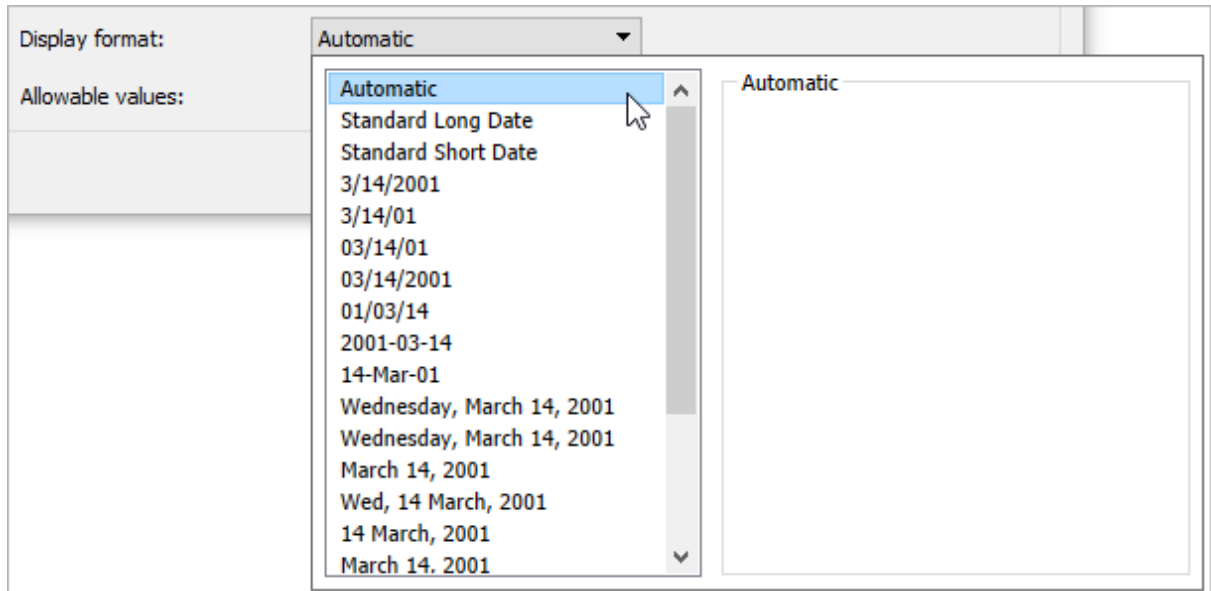 Display format:
Automatic
Allowable values:
Automatic
Standard Long Date
Standard Short Date
3/14/2001
3/14/01
03/14/01
03/14/2001
01/03/14
2001-03-14
14-Mar-01
Wednesday, March 14, 2001
Wednesday, March 14, 2001
March 14, 2001
Wed, 14 March, 2001
14 March, 2001
March 14, 2001
Automatic